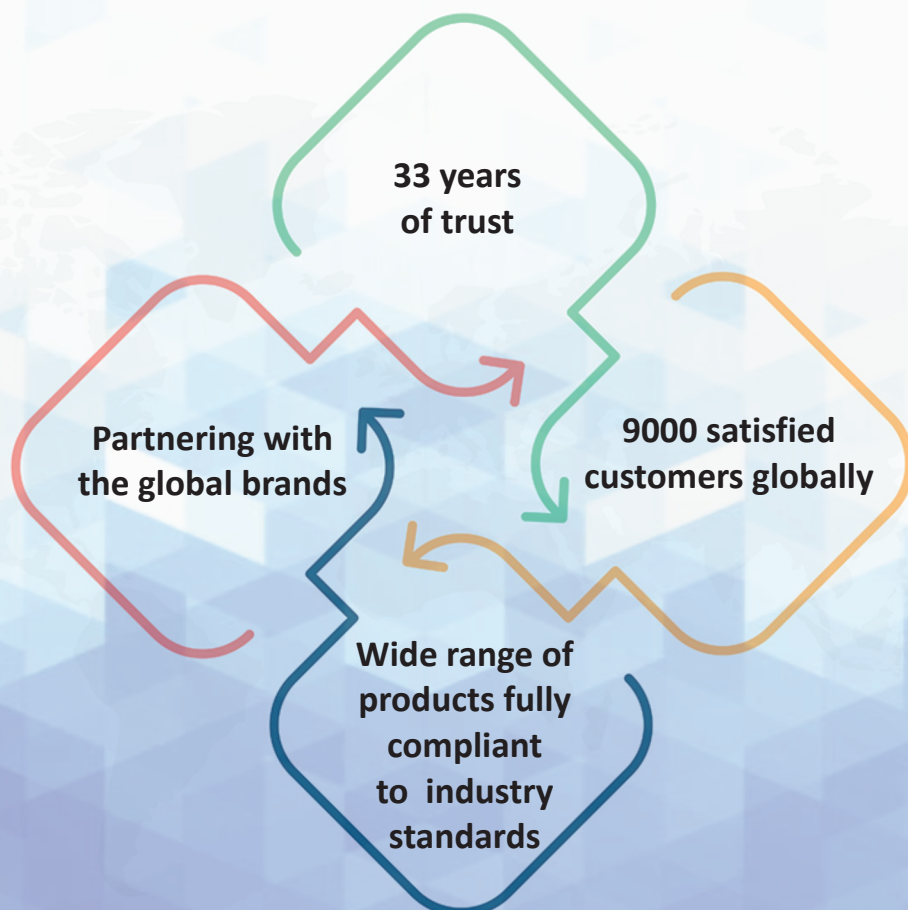 33 years
of trust
Partnering with
the global brands
9000 satisfied
customers globally
Wide range of
products fully
compliant
to  industry
standards